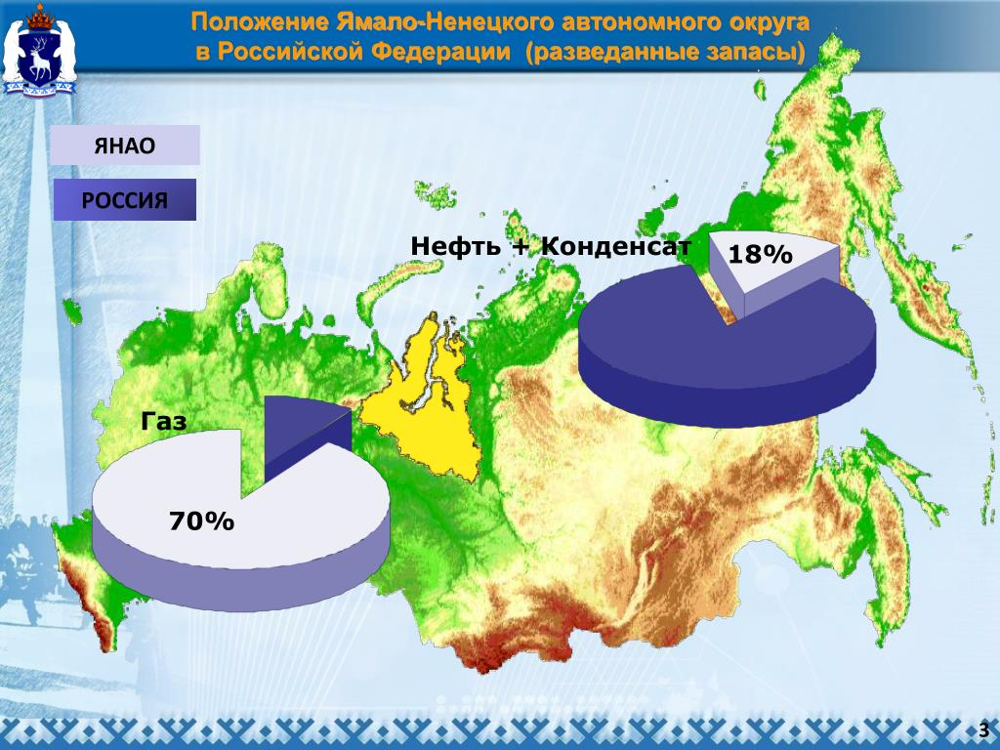 Положение Ямало-Ненецкого автономного округа
в Российской Федерации (разведанные запасы)
ЯНАО
РОССИЯ
Нефть + Конденсат
18%
Газ
70%
3